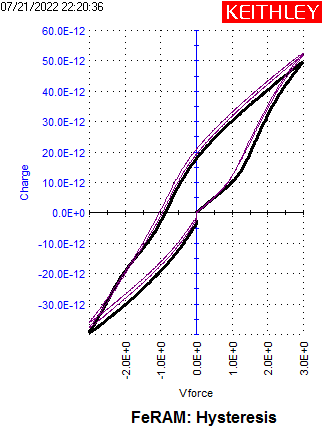 07/21/2022 22:20:36
KEITHLEY
60.0E-12
50.0E-12
40.0E-12
30.0E-12
20.0E-12
10.0E-12
0.0E+0
-10.0E-12
-20.0E-12
-30.0E-12
Charge
-2.0E+0
-1.0E+0
0.0E+0
1.0E+0
2.0E+0
3.0E+0
Vforce
FeRAM: Hysteresis